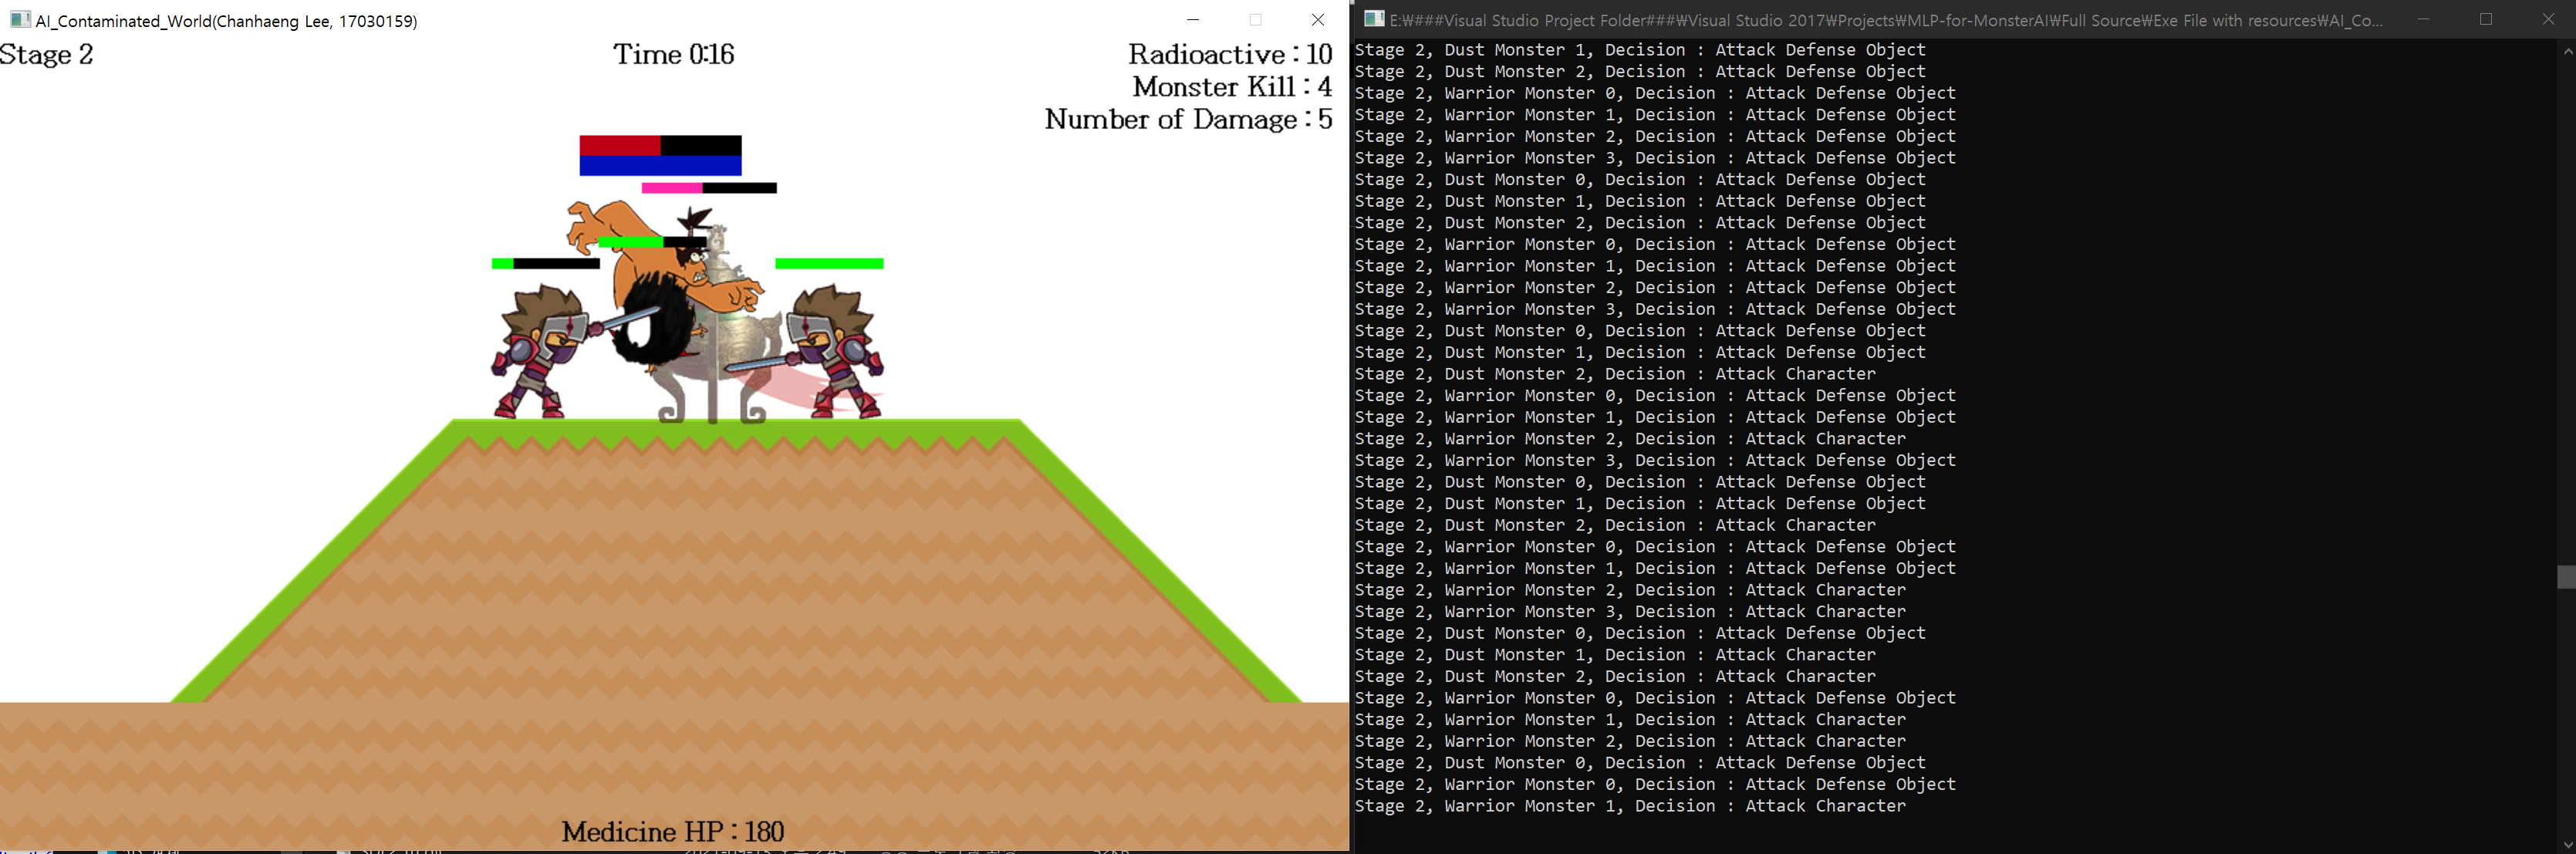 AI_Contaminated_World(Chanhaeng Lee, 17030159)
Stage 2
Time 0:16
Radioactive : 10
Monster Kill : 4
Number of Damage : 5
Medicine HP : 180
E:₩###Visual Studio Project Folder###₩Visual Studio 2017₩Projects₩MLP-for-MonsterAI₩Full Source₩Exe File with resources₩AI_Co...
Stage 2, Dust Monster 1, Decision : Attack Defense Object
Stage 2, Dust Monster 2, Decision : Attack Defense Object
Stage 2, Warrior Monster 0, Decision : Attack Defense Object
Stage 2, Warrior Monster 1, Decision : Attack Defense Object
Stage 2, Warrior Monster 2, Decision : Attack Defense Object
Stage 2, Warrior Monster 3, Decision : Attack Defense Object
Stage 2, Dust Monster 0, Decision : Attack Defense Object
Stage 2, Dust Monster 1, Decision : Attack Defense Object
Stage 2, Dust Monster 2, Decision : Attack Defense Object
Stage 2, Warrior Monster 0, Decision : Attack Defense Object
Stage 2, Warrior Monster 1, Decision : Attack Defense Object
Stage 2, Warrior Monster 2, Decision : Attack Defense Object
Stage 2, Warrior Monster 3, Decision : Attack Defense Object
Stage 2, Dust Monster 0, Decision : Attack Defense Object
Stage 2, Dust Monster 1, Decision : Attack Defense Object
Stage 2, Dust Monster 2, Decision : Attack Character
Stage 2, Warrior Monster 0, Decision : Attack Defense Object
Stage 2, Warrior Monster 1, Decision : Attack Defense Object
Stage 2, Warrior Monster 2, Decision : Attack Character
Stage 2, Warrior Monster 3, Decision : Attack Defense Object
Stage 2, Dust Monster 0, Decision : Attack Defense Object
Stage 2, Dust Monster 1, Decision : Attack Defense Object
Stage 2, Dust Monster 2, Decision : Attack Character
Stage 2, Warrior Monster 0, Decision : Attack Defense Object
Stage 2, Warrior Monster 1, Decision : Attack Defense Object
Stage 2, Warrior Monster 2, Decision : Attack Character
Stage 2, Warrior Monster 3, Decision : Attack Character
Stage 2, Dust Monster 0, Decision : Attack Defense Object
Stage 2, Dust Monster 1, Decision : Attack Character
Stage 2, Dust Monster 2, Decision : Attack Character
Stage 2, Warrior Monster 0, Decision : Attack Defense Object
Stage 2, Warrior Monster 1, Decision : Attack Character
Stage 2, Warrior Monster 2, Decision : Attack Character
Stage 2, Dust Monster 0, Decision : Attack Defense Object
Stage 2, Warrior Monster 0, Decision : Attack Defense Object
Stage 2, Warrior Monster 1, Decision : Attack Character